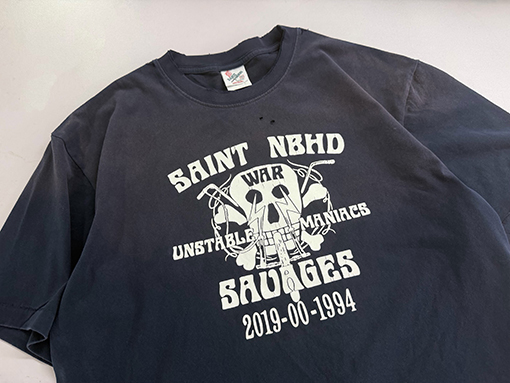 SAINT NBHD
WAR
UNSTABLE MANIACS
SAVAGES
2019-00-1994